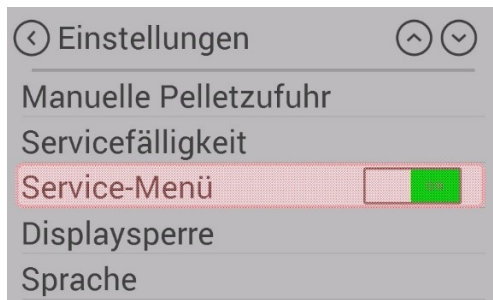 Einstellungen
Manuelle Pelletzufuhr
Servicefälligkeit
Service-Menü
Displaysperre
Sprache